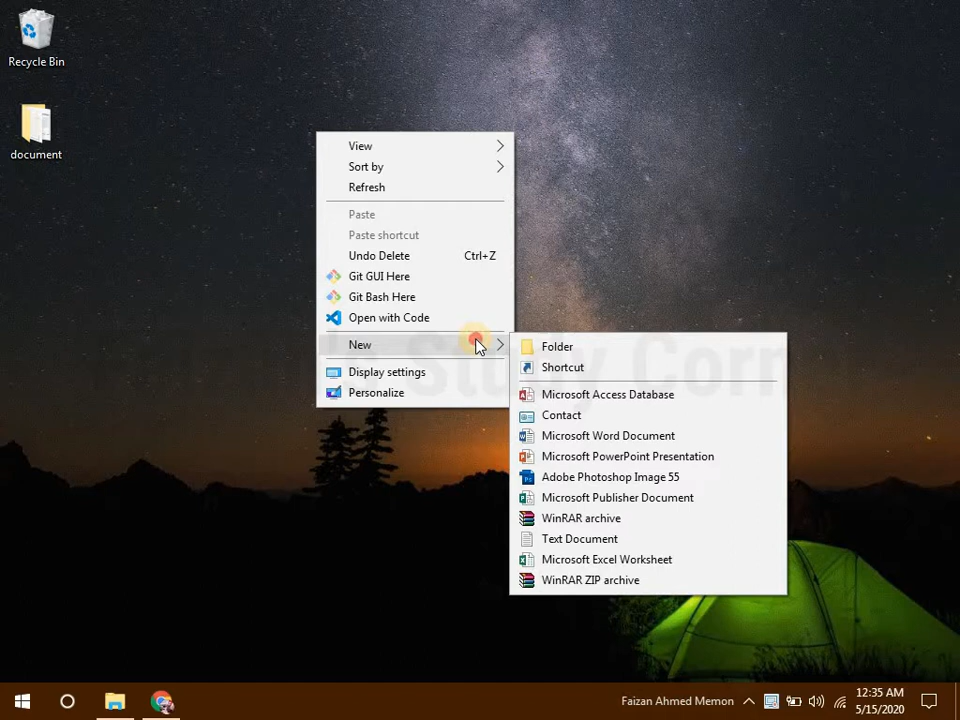 Recycle Bin
document
View
Sort by
Refresh
Paste
Paste shortcut
Undo Delete Ctrl+Z
Git GUI Here
Git Bash Here
Open with Code
New
Display settings
Personalize
Folder
Shortcut
Microsoft Access Database
Contact
Microsoft Word Document
Microsoft PowerPoint Presentation
Adobe Photoshop Image 55
Microsoft Publisher Document
WinRAR archive
Text Document
Microsoft Excel Worksheet
WinRAR ZIP archive
Study Corn
Faizan Ahmed Memon
12:35 AM
5/15/2020